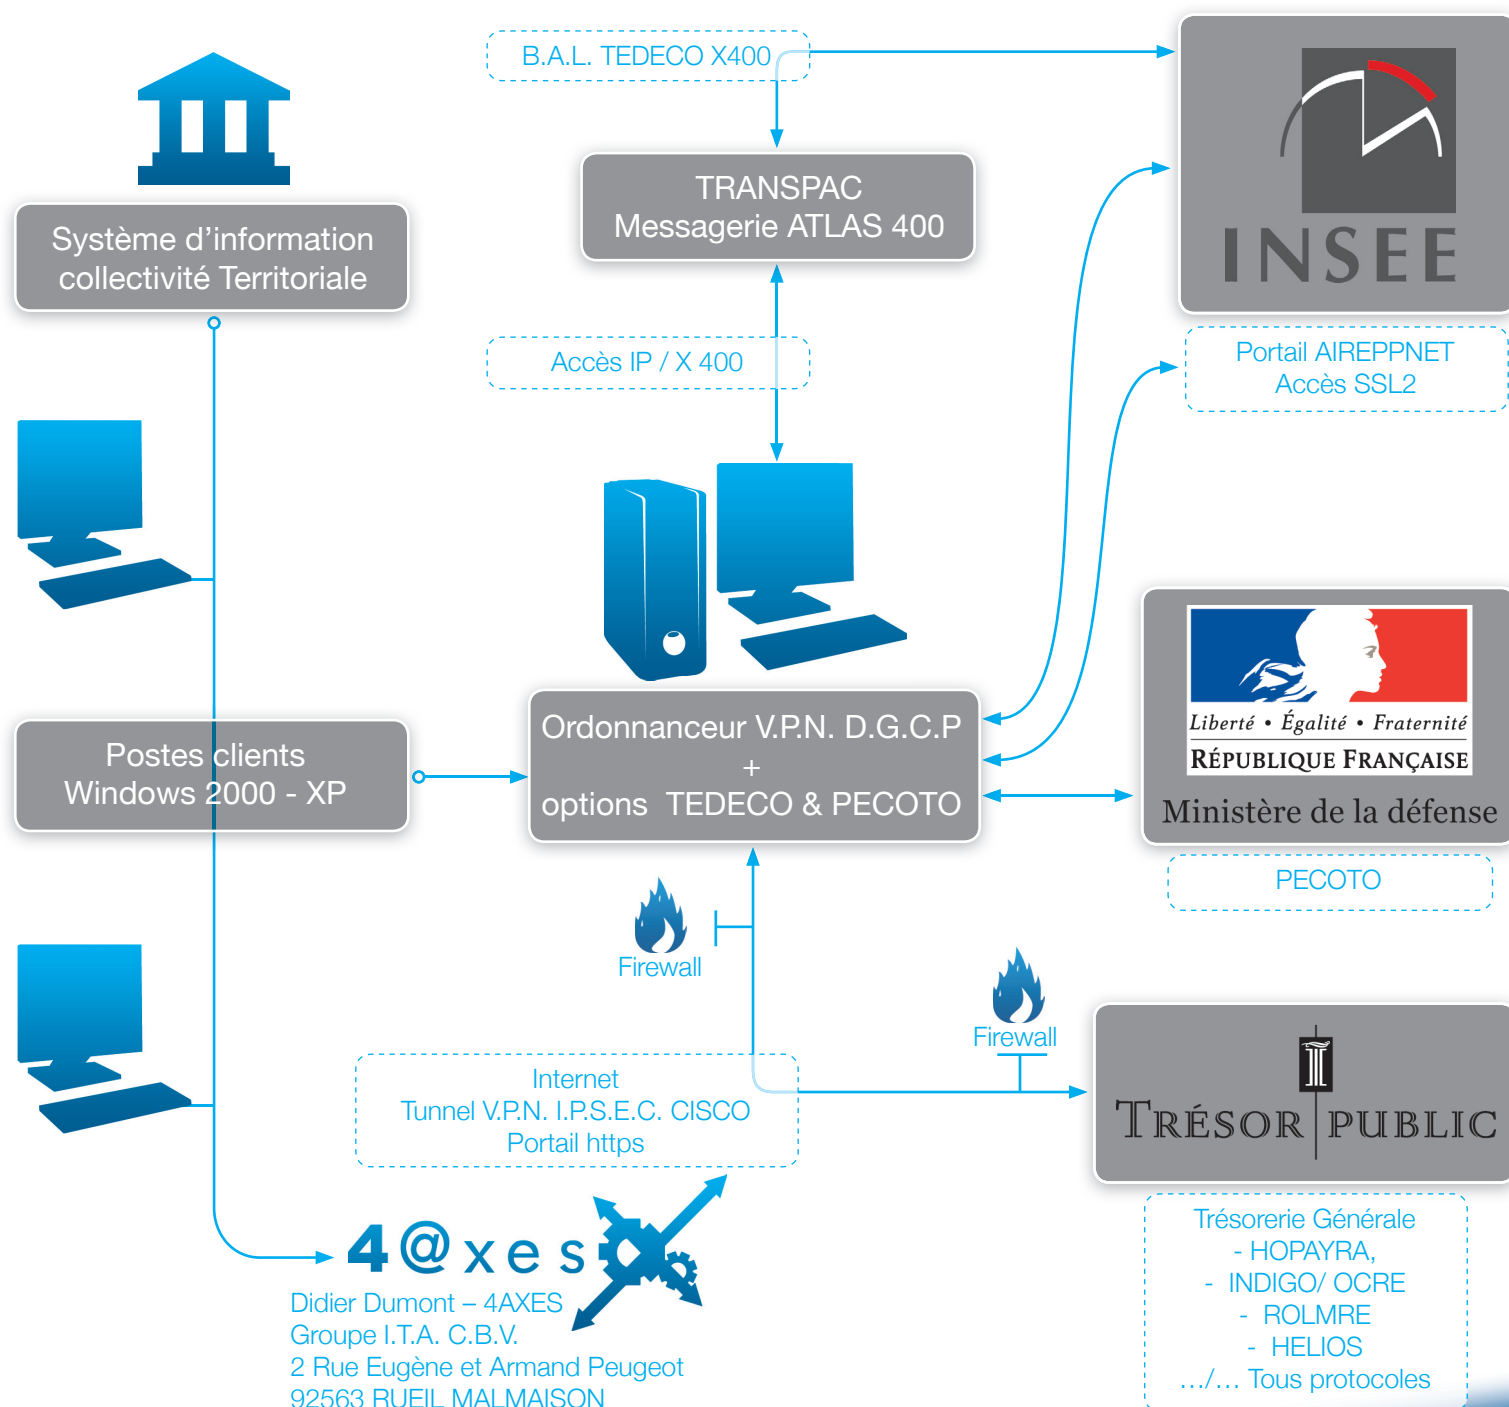 B.A.L. TEDECO X400
INSEE
TRANSPAC
Messagerie ATLAS 400
Système d'information
collectivité Territoriale
Accès IP / X 400
Portail AIREPPNET
Accès SSL2
Liberté • Égalité • Fraternité
RÉPUBLIQUE FRANÇAISE
Ministère de la défense
PECOTO
Postes clients
Windows 2000 - XP
Ordonnanceur V.P.N. D.G.C.P
+
options TEDECO & PECOTO
Firewall
Firewall
Internet
Tunnel V.P.N. I.P.S.E.C. CISCO
Portail https
TRÉSOR PUBLIC
Trésorerie Générale
- HOPAYRA,
- INDIGO/ OCRE
- ROLMRE
- HELIOS
…/… Tous protocoles
4@xes
Didier Dumont – 4AXES
Groupe I.T.A. C.B.V.
2 Rue Eugène et Armand Peugeot
92563 RUEIL MALMAISON